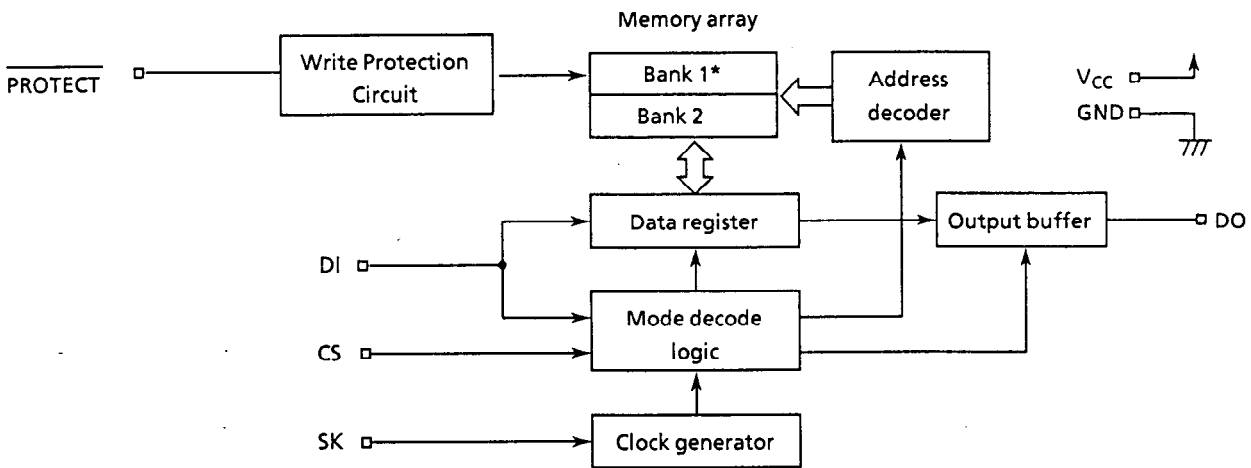 Memory array
PROTECT
Write Protection
Circuit
Bank 1*
Bank 2
Address
decoder
VCC
GND
Data register
Output buffer
DO
DI
Mode decode
logic
CS
SK
Clock generator